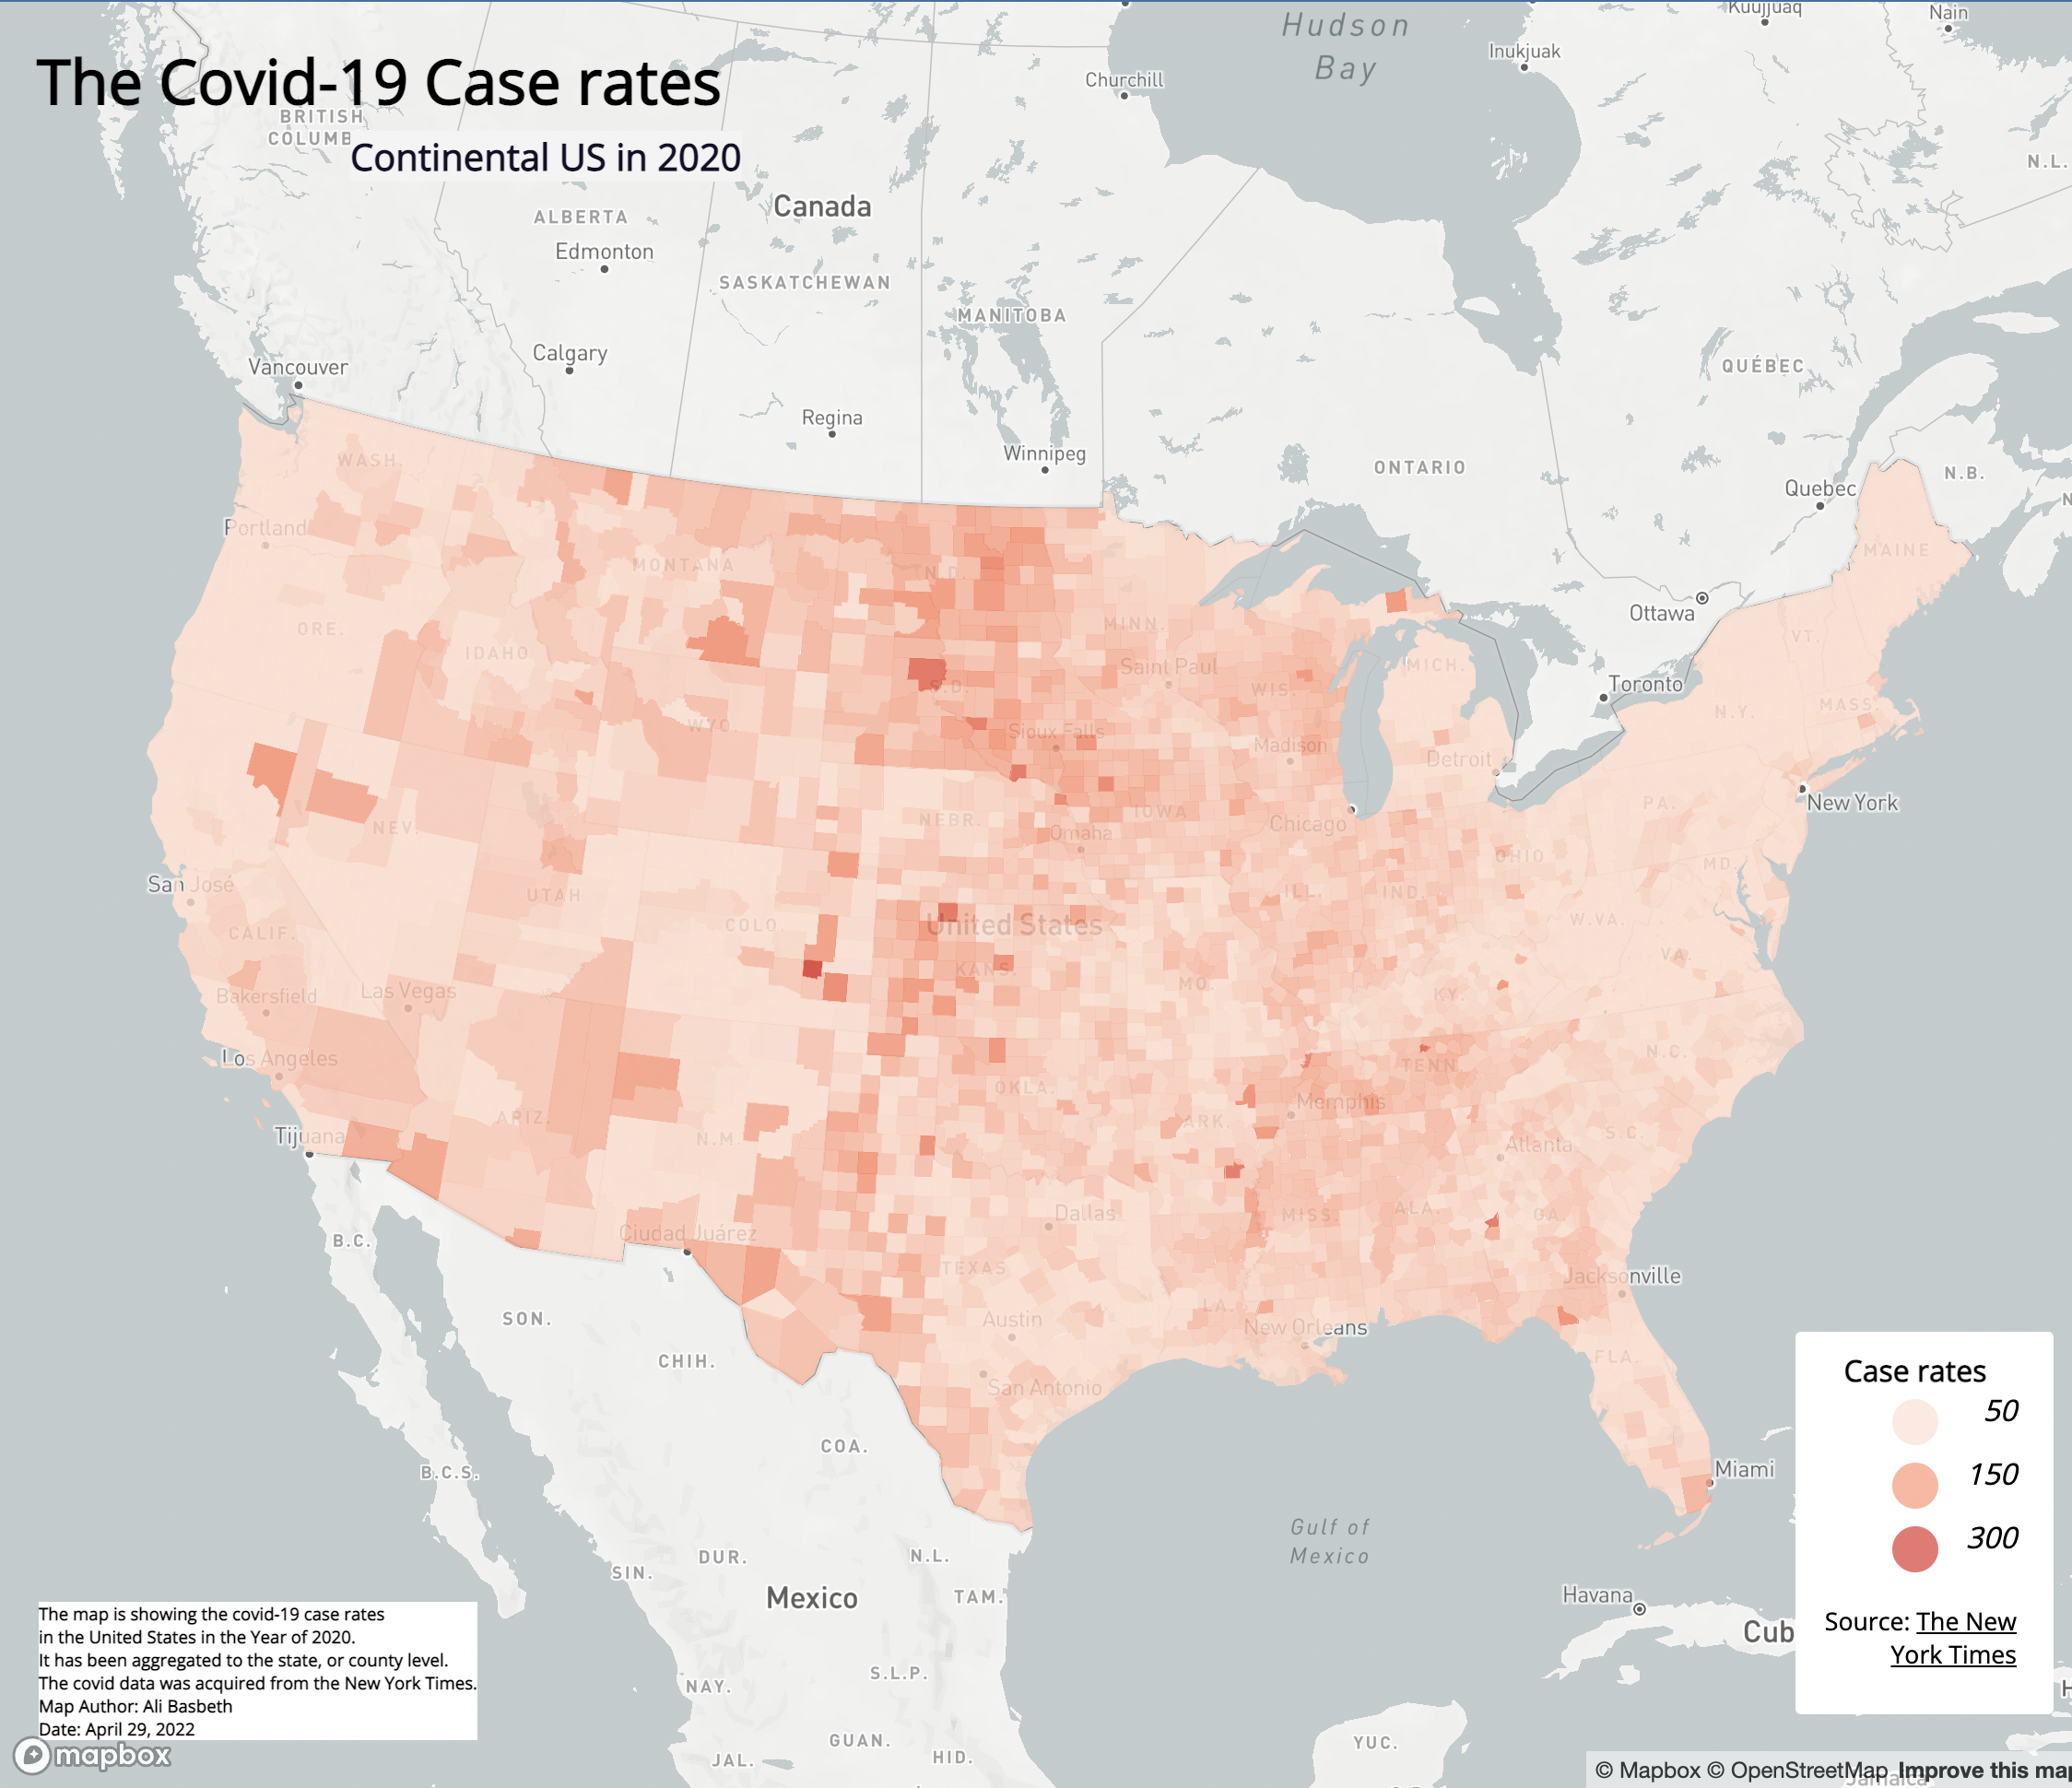 The Covid-19 Case rates
Continental US in 2020
Hudson
Bay
Kuujjuaq
Nain
Inukjuak
Churchill
BRITISH
COLUMB
N.L.
ALBERTA
Edmonton
Canada
SASKATCHEWAN
MANITOBA
Calgary
Vancouver
QUÉBEC
Regina
Winnipeg
ONTARIO
Quebec
N.B.
WASH.
Portland
MONTANA
N.D.
MAINE
Ottawa
ORE.
IDAHO
MINN.
VT.
Saint Paul
MICH.
Toronto
S.D.
WIS.
WYO.
N.Y.
MASS.
Sioux Falls
Madison
Detroit
New York
NEV.
NEBR.
IOWA
Omaha
Chicago
PA.
OHIO
MD.
San José
UTAH
ILL.
IND.
CALIF.
COLO.
United States
W.VA.
VA.
Bakersfield
Las Vegas
KANS.
MO.
KY.
Los Angeles
OKLA.
TENN.
N.C.
Memphis
ARIZ.
N.M.
ARK.
Tijuana
Atlanta
S.C.
Dallas
MISS.
ALA.
GA.
Ciudad Juárez
B.C.
TEXAS
Jacksonville
SON.
Austin
LA.
New Orleans
CHIH.
San Antonio
FLA.
COA.
B.C.S.
Miami
Gulf of
Mexico
DUR.
N.L.
SIN.
Mexico
TAM.
Havana
Cub
S.L.P.
NAY.
GUAN.
HID.
JAL.
YUC.
Jamaica
Case rates
50
150
300
Source: The New
York Times
The map is showing the covid-19 case rates
in the United States in the Year of 2020.
It has been aggregated to the state, or county level.
The covid data was acquired from the New York Times.
Map Author: Ali Basbeth
Date: April 29, 2022
mapbox
© Mapbox © OpenStreetMap Improve this map